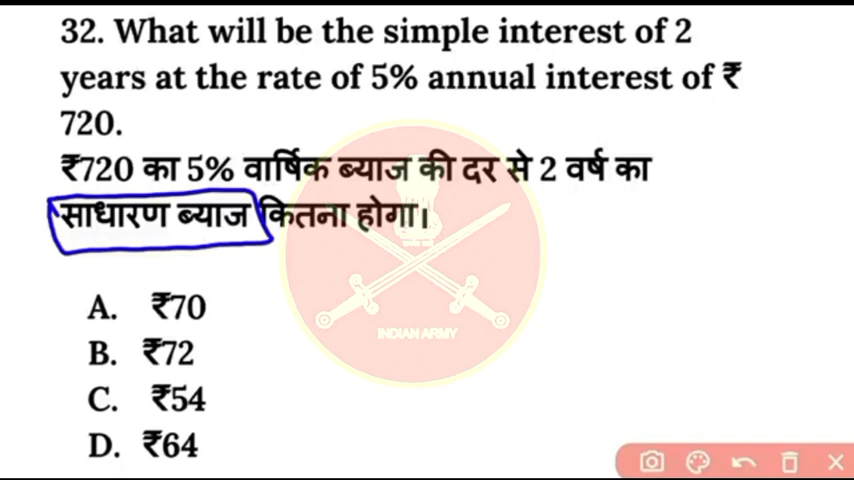 32. What will be the simple interest of 2
years at the rate of 5% annual interest of ₹
720.
₹720 का 5% वार्षिक ब्याज की दर से 2 वर्ष का
साधारण ब्याज कितना होगा।
A. ₹70
B. ₹72
C. ₹54
D. ₹64
INDIAN ARMY